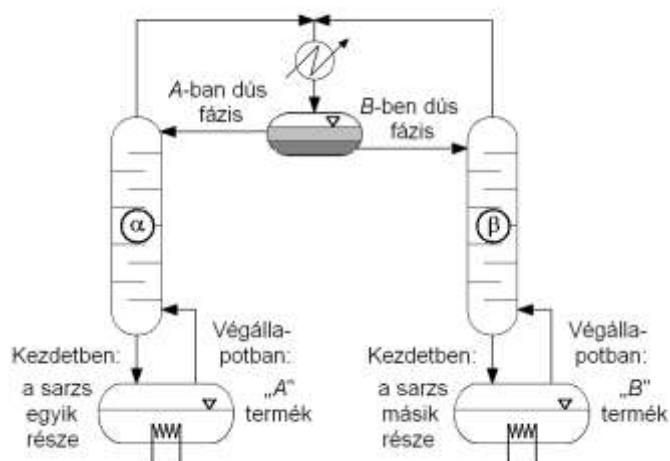 A-ban dús
fázis
B-ben dús
fázis
α
β
Kezdetben:
a sarzs
egyik
része
Végálla-
potban:
„A"
termék
Kezdetben:
a sarzs
másik
része
Végálla-
potban:
„B"
termék